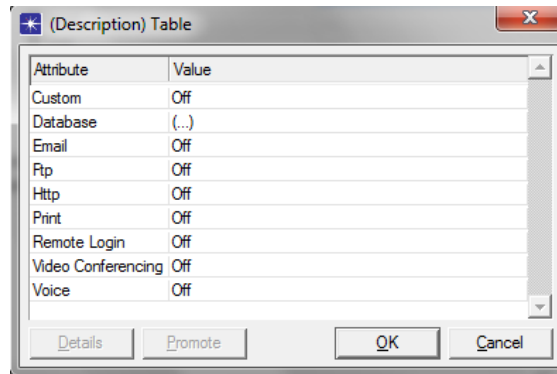 (Description) Table
Attribute Value
Custom Off
Database (...)
Email Off
Ftp Off
Http Off
Print Off
Remote Login Off
Video Conferencing Off
Voice Off
Details Promote OK Cancel